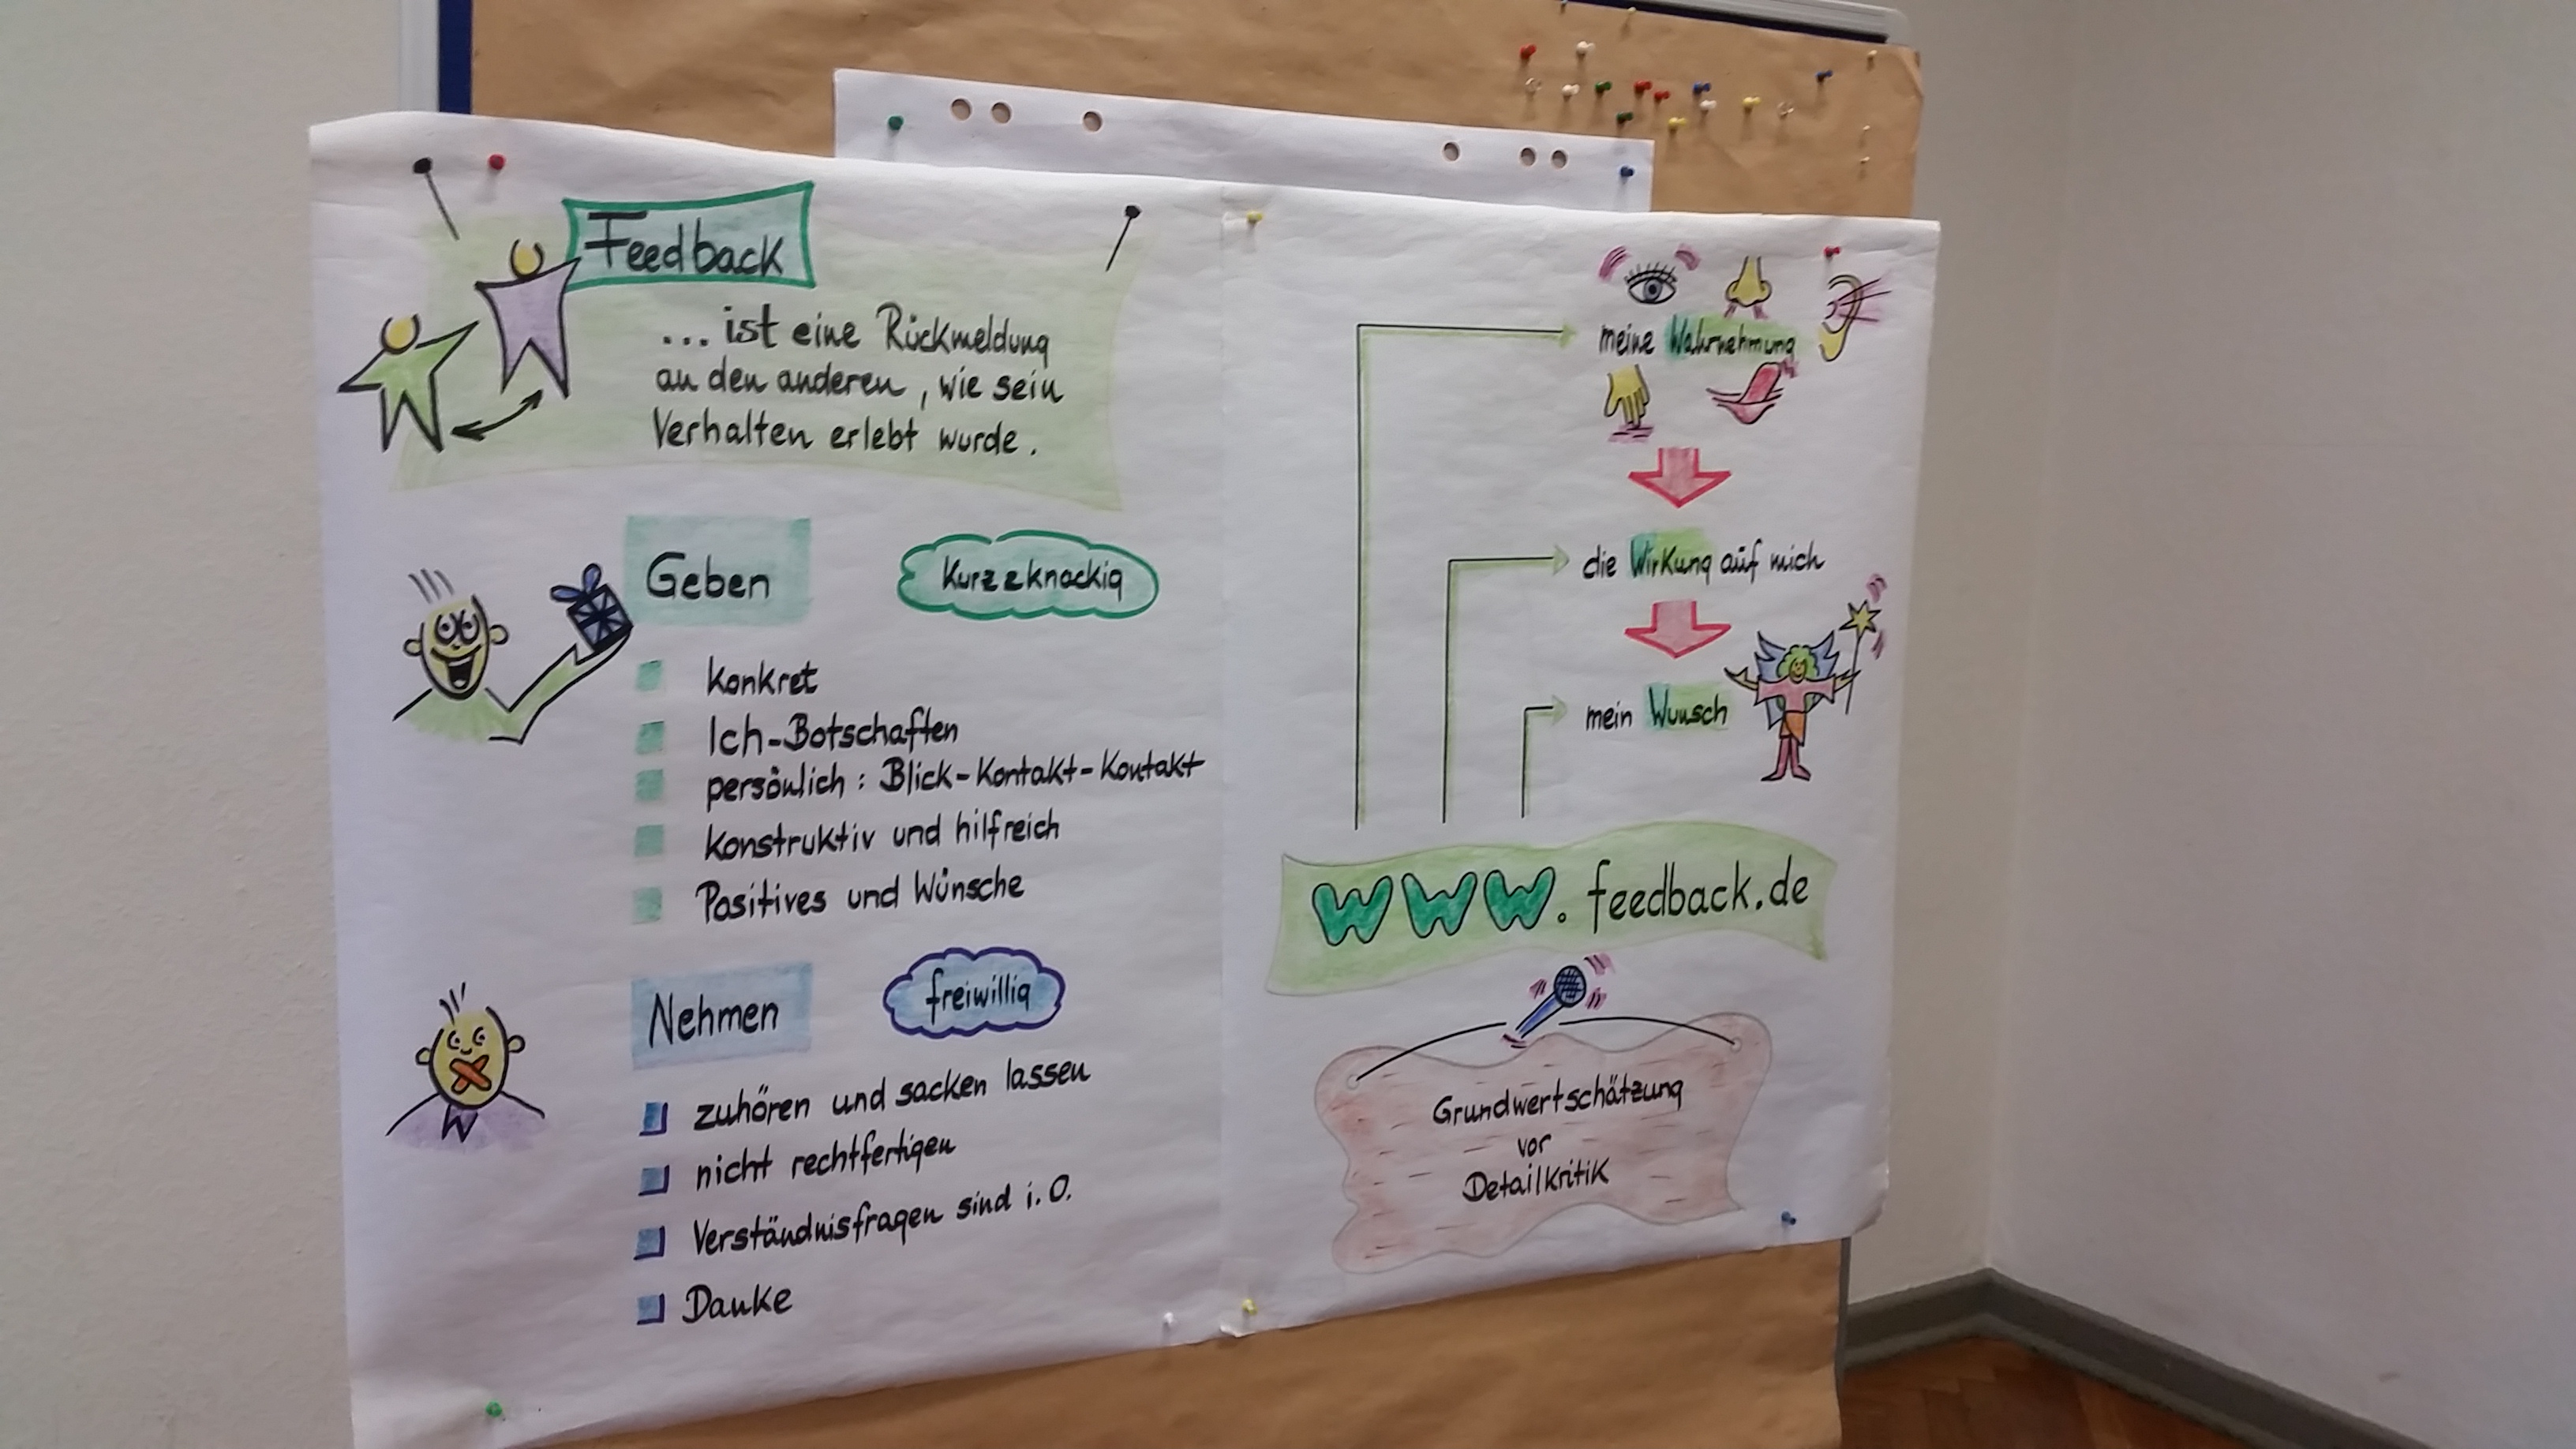 Feedback
... ist eine Rückmeldung
an den anderen, wie sein
Verhalten erlebt wurde.
Geben
Kurz & knackig
konkret
Ich-Botschaften
persönlich: Blick-Kontakt-Kontakt
konstruktiv und hilfreich
Positives und Wünsche
Nehmen
freiwillig
zuhören und sacken lassen
nicht rechtfertigen
Verständnisfragen sind i.O.
Danke
meine Wahrnehmung
die Wirkung auf mich
mein Wunsch
www.feedback.de
Grundwertschätzung
vor
Detailkritik